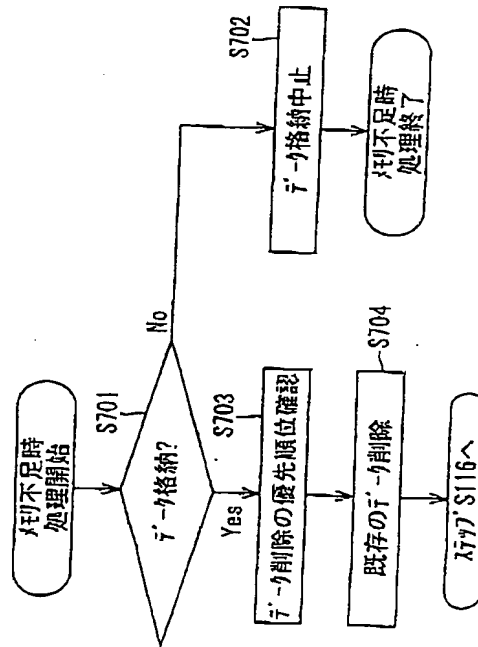 メモリ不足時
処理開始
S701
データ格納?
No
Yes
S702
データ格納中止
メモリ不足時
処理終了
S703
データ削除の優先順位確認
S704
既存のデータ削除
ステップS116へ